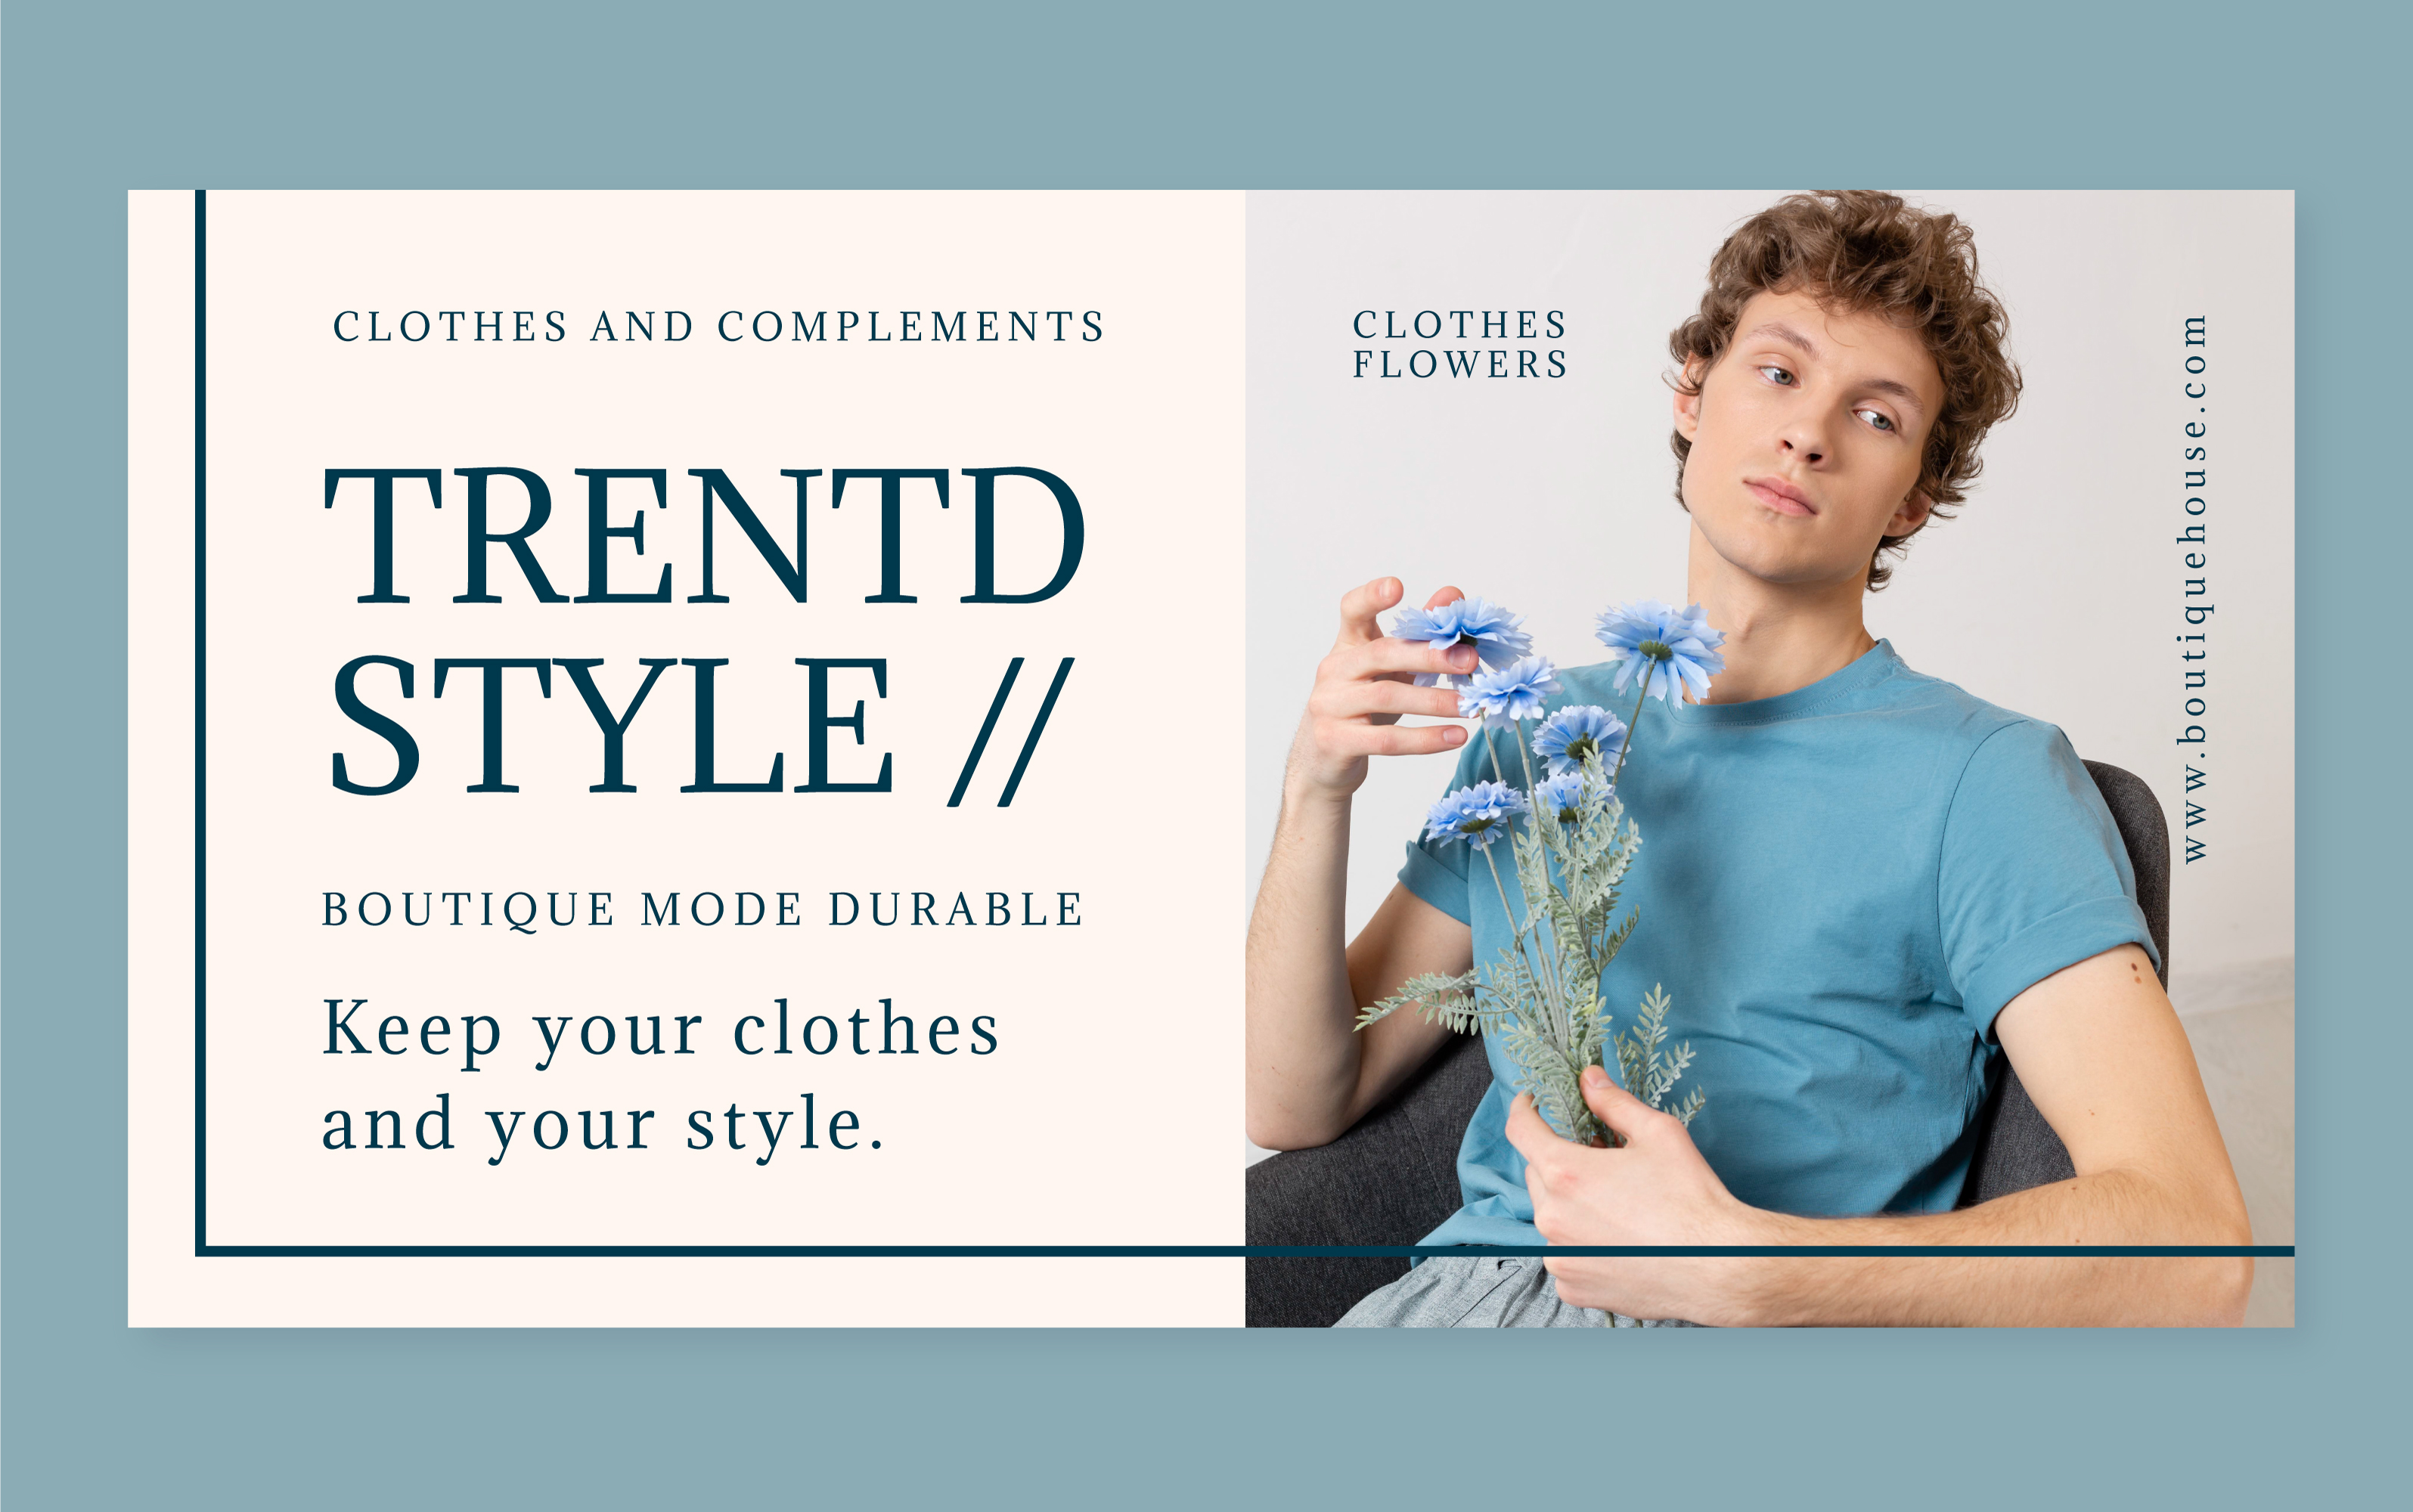 CLOTHES AND COMPLEMENTS
TRENTD
STYLE //
BOUTIQUE MODE DURABLE
Keep your clothes
and your style.
CLOTHES
FLOWERS
www.boutiquehouse.com